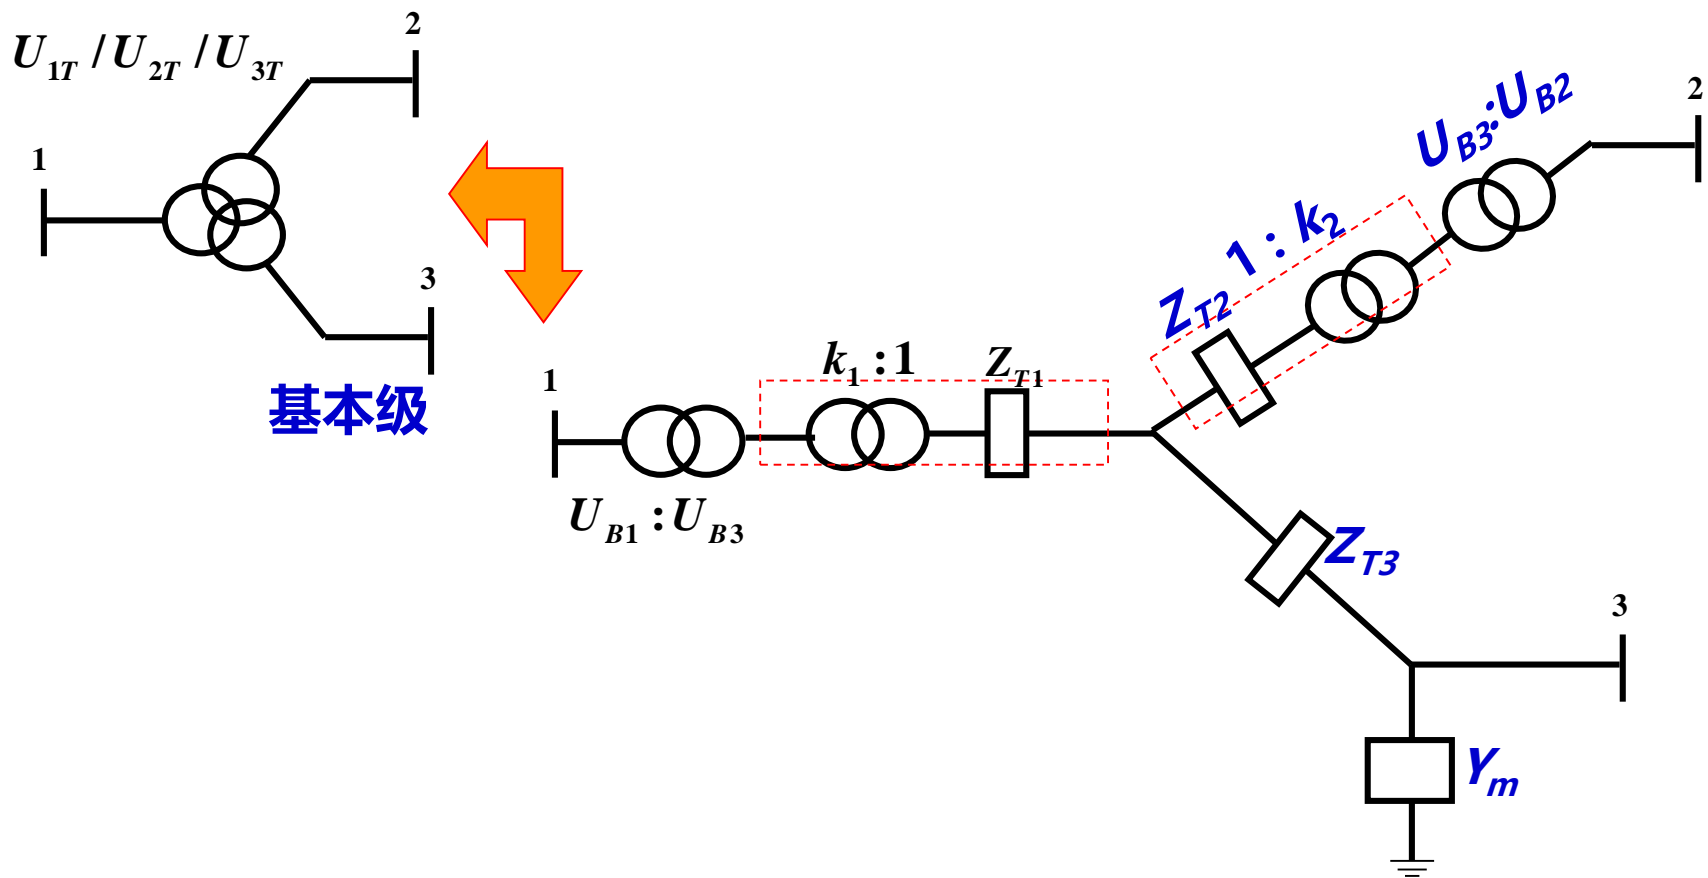 2
U1T / U2T / U3T
1
3
基本级
UB3:UB2
2
ZT2 1 : k2
k1 : 1
ZT1
1
UB1 : UB3
ZT3
3
Ym